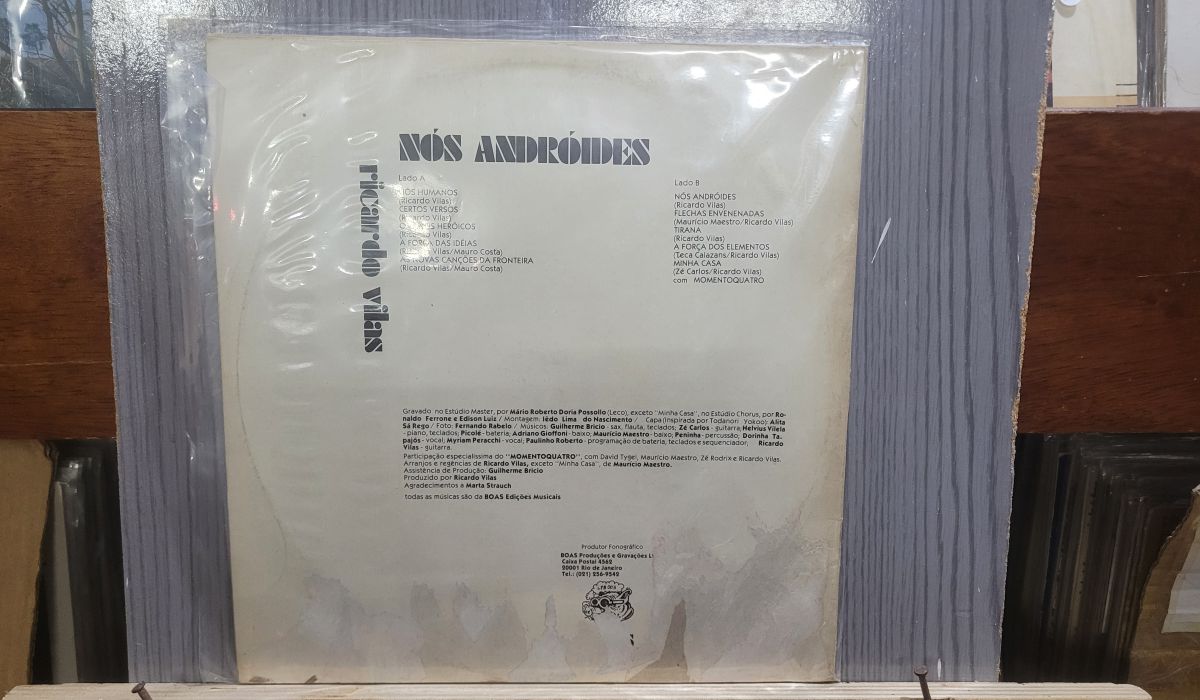 NÓS ANDRÓIDES
ricardo vilas
Lado A
NÓS HUMANOS
(Ricardo Vilas)
CERTOS VERSOS
(Ricardo Vilas)
HERÓICOS
(Ricardo Vilas)
A FORÇA DAS IDÉIAS
(Ricardo Vilas/Mauro Costa)
AS NOVAS CANÇÕES DA FRONTEIRA
(Ricardo Vilas/Mauro Costa)
Lado B
NÓS ANDRÓIDES
(Ricardo Vilas)
FLECHAS ENVENENADAS
(Maurício Maestro/Ricardo Vilas)
TIRANA
(Ricardo Vilas)
A FORÇA DOS ELEMENTOS
(Teca Calazans/Ricardo Vilas)
MINHA CASA
(Zé Carlos/Ricardo Vilas)
com MOMENTOQUATRO
Gravado no Estúdio Master, por Mário Roberto Doria Possollo (Leco), exceto "Minha Casa", no Estúdio Chorus, por Ro-
naldo Ferrone e Edison Luiz / Montagem: Iêdo Lima do Nascimento / Capa (inspirada por Todanori Yokoo): Alita
Sá Rego / Foto: Fernando Rabelo / Músicos: Guilherme Brício - sax, flauta, teclados; Zé Carlos - guitarra; Helvius Vilela
- piano, teclados; Picolé - bateria; Adriano Gioffoni - baixo; Maurício Maestro - baixo; Peninha - percussão; Dorinha Ta-
pajós - vocal; Myriam Peracchi - vocal; Paulinho Roberto - programação de bateria, teclados e sequenciador; Ricardo
Vilas - guitarra.
Participação especialíssima do "MOMENTOQUATRO", com David Tygel, Maurício Maestro, Zé Rodrix e Ricardo Vilas.
Arranjos e regências de Ricardo Vilas, exceto "Minha Casa", de Maurício Maestro.
Assistência de Produção: Guilherme Brício
Produzido por Ricardo Vilas
Agradecimentos a Marta Strauch
todas as músicas são da BOAS Edições Musicais
Produtor Fonográfico
BOAS Produções e Gravações L
Caixa Postal 4562
20001 Rio de Janeiro
Tel.: (021) 256-9542